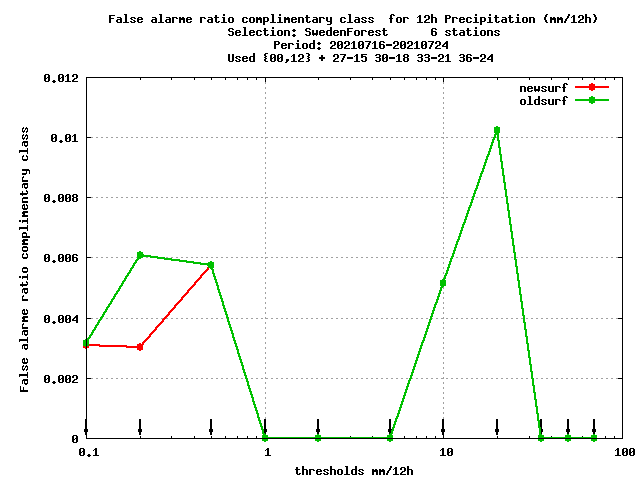 False alarme ratio complimentary class  for 12h Precipitation (mm/12h)
Selection: SwedenForest      6 stations
Period: 20210716-20210724
Used {00,12} + 27-15 30-18 33-21 36-24
newsurf
oldsurf
0.012
0.01
0.008
0.006
0.004
0.002
0
False alarme ratio complimentary class
0.1
1
10
100
thresholds mm/12h